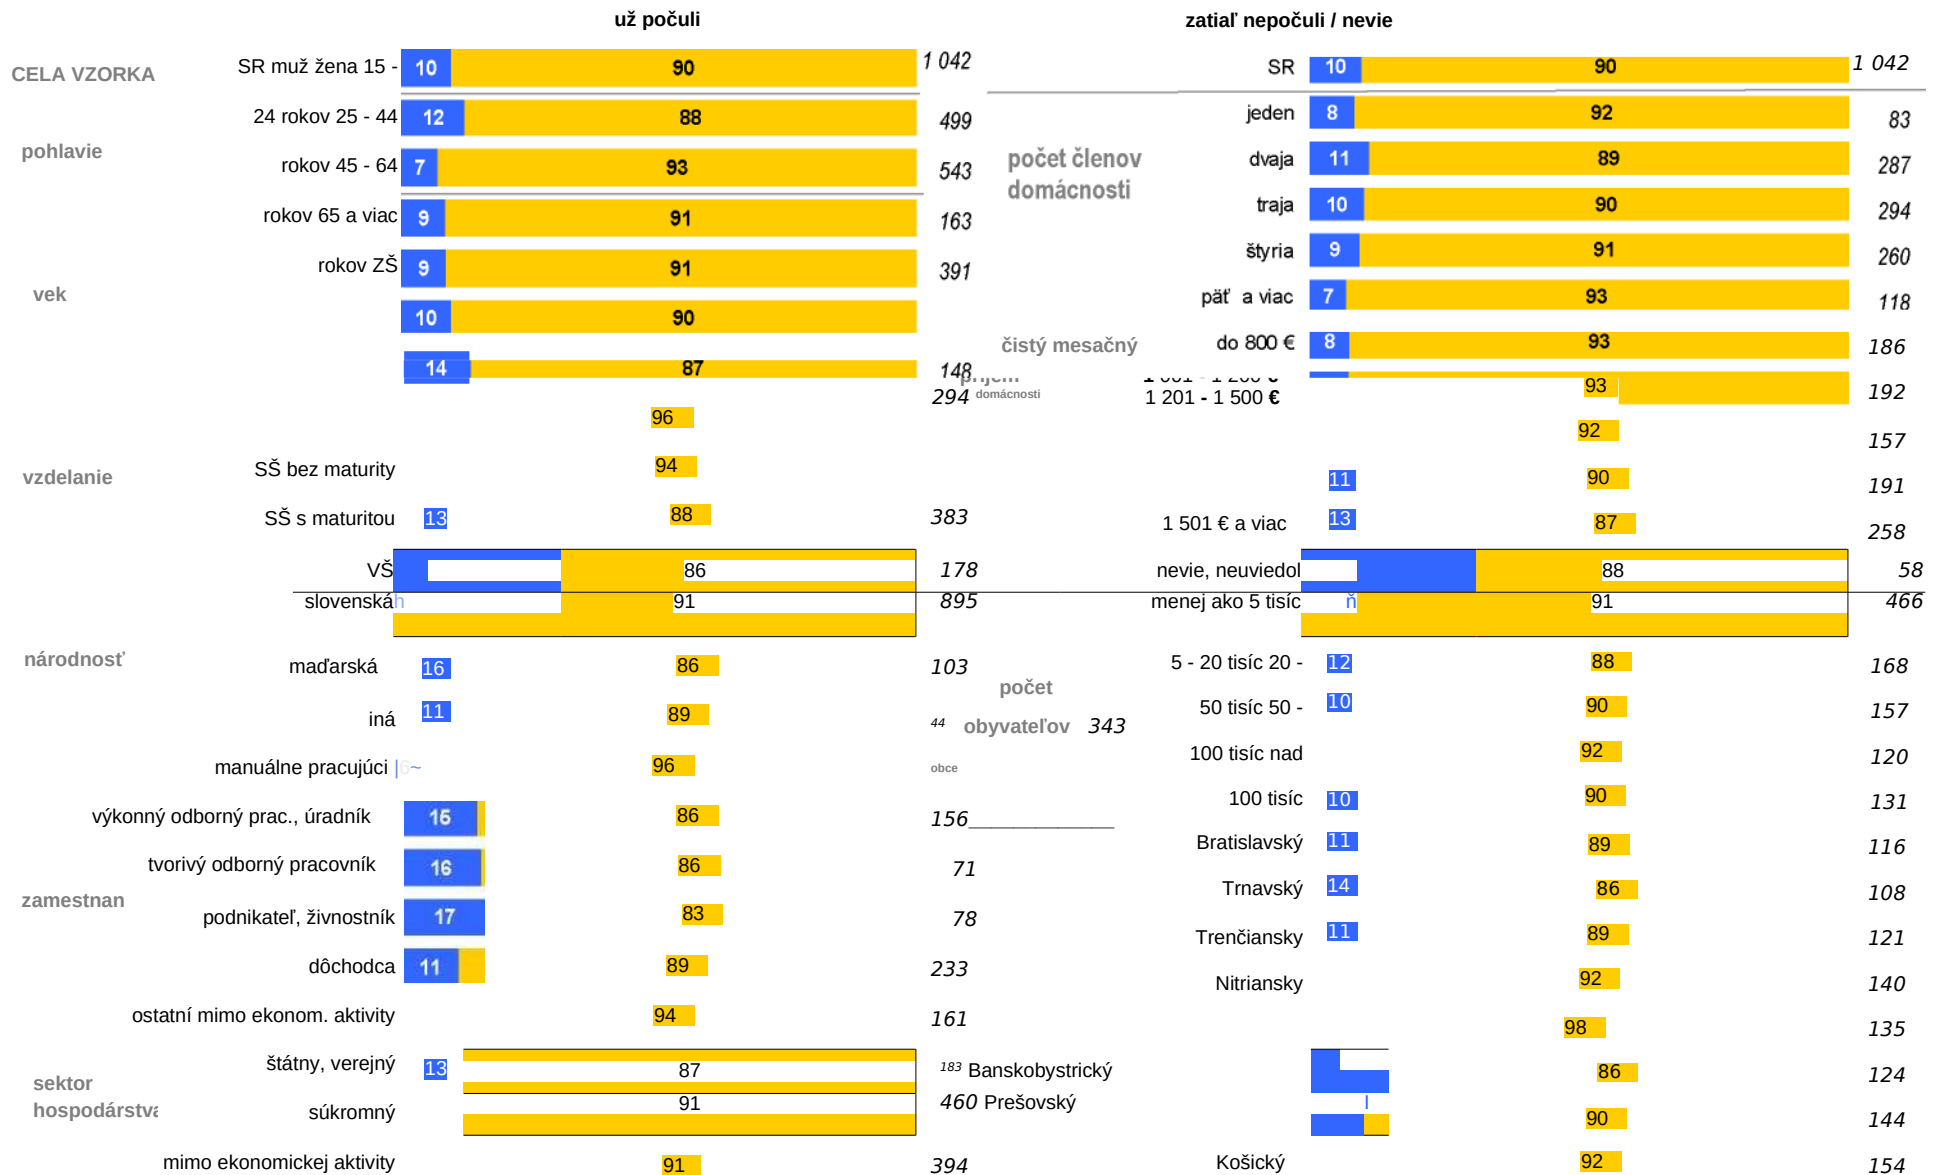 už počuli zatiaľ nepočuli / nevie
CELA VZORKA SR muž žena 15 - 10 90 1 042 SR 10 90 1 042
24 rokov 25 - 44 12 88 499 jeden 8 92 83
pohlavie rokov 45 - 64 7 93 543 počet členov dvaja 11 89 287
domácnosti
rokov 65 a viac 9 91 163 traja 10 90 294
rokov ZŠ 9 91 391 štyria 9 91 260
vek 10 90 päť a viac 7 93 118
14 87 148 čistý mesačný do 800 € 8 93 186
294 domácnosti 1 201 - 1 500 € 93 192
96 92 157
vzdelanie SŠ bez maturity 94 11 90 191
SŠ s maturitou 13 88 383 1 501 € a viac 13 87 258
VŠ 86 178 nevie, neuviedol 88 58
slovenská h 91 895 menej ako 5 tisíc ň 91 466
národnosť maďarská 16 86 103 5 - 20 tisíc 20 - 12 88 168
počet
iná 11 89 44 obyvateľov 343 50 tisíc 50 - 10 90 157
manuálne pracujúci |6~ 96 obce 100 tisíc nad 92 120
výkonný odborný prac., úradník 15 86 156 100 tisíc 10 90 131
tvorivý odborný pracovník 16 86 71 Bratislavský 11 89 116
zamestnan podnikateľ, živnostník 17 83 78 Trnavský 14 86 108
dôchodca 11 89 233 Trenčiansky 11 89 121
Nitriansky 92 140
ostatní mimo ekonom. aktivity 94 161 98 135
sektor štátny, verejný 13 87 183 Banskobystrický 86 124
hospodárstva súkromný 91 460 Prešovský 90 144
mimo ekonomickej aktivity 91 394 Košický 92 154